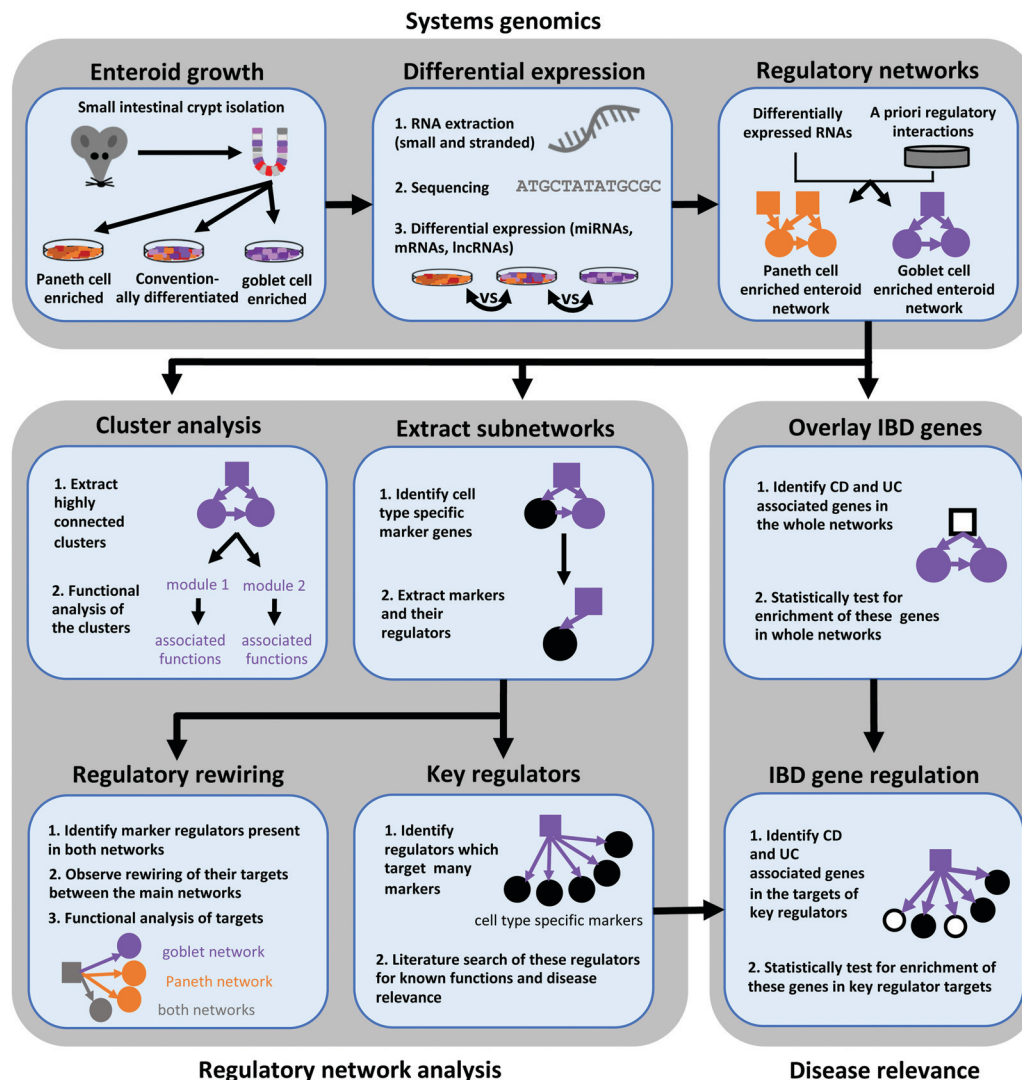 Systems genomics
Enteroid growth
Small intestinal crypt isolation
Paneth cell
enriched
Convention-
ally differentiated
goblet cell
enriched
Differential expression
1. RNA extraction
(small and stranded)
2. Sequencing
ATGCTATATGCGC
3. Differential expression (miRNAs,
mRNAs, lncRNAs)
vs
vs
Regulatory networks
Differentially
expressed RNAs
A priori regulatory
interactions
Paneth cell
enriched enteroid
network
Goblet cell
enriched enteroid
network
Cluster analysis
1. Extract
highly
connected
clusters
2. Functional
analysis of
the clusters
module 1
module 2
associated
functions
associated
functions
Extract subnetworks
1. Identify cell
type specific
marker genes
2. Extract markers
and their
regulators
Overlay IBD genes
1. Identify CD and UC
associated genes in
the whole networks
2. Statistically test for
enrichment of these genes
in whole networks
Regulatory rewiring
1. Identify marker regulators present
in both networks
2. Observe rewiring of their targets
between the main networks
3. Functional analysis of targets
goblet network
Paneth network
both networks
Key regulators
1. Identify
regulators which
target many
markers
cell type specific markers
2. Literature search of these regulators
for known functions and disease
relevance
IBD gene regulation
1. Identify CD
and UC
associated genes
in the targets of
key regulators
2. Statistically test for enrichment of
these genes in key regulator targets
Regulatory network analysis
Disease relevance